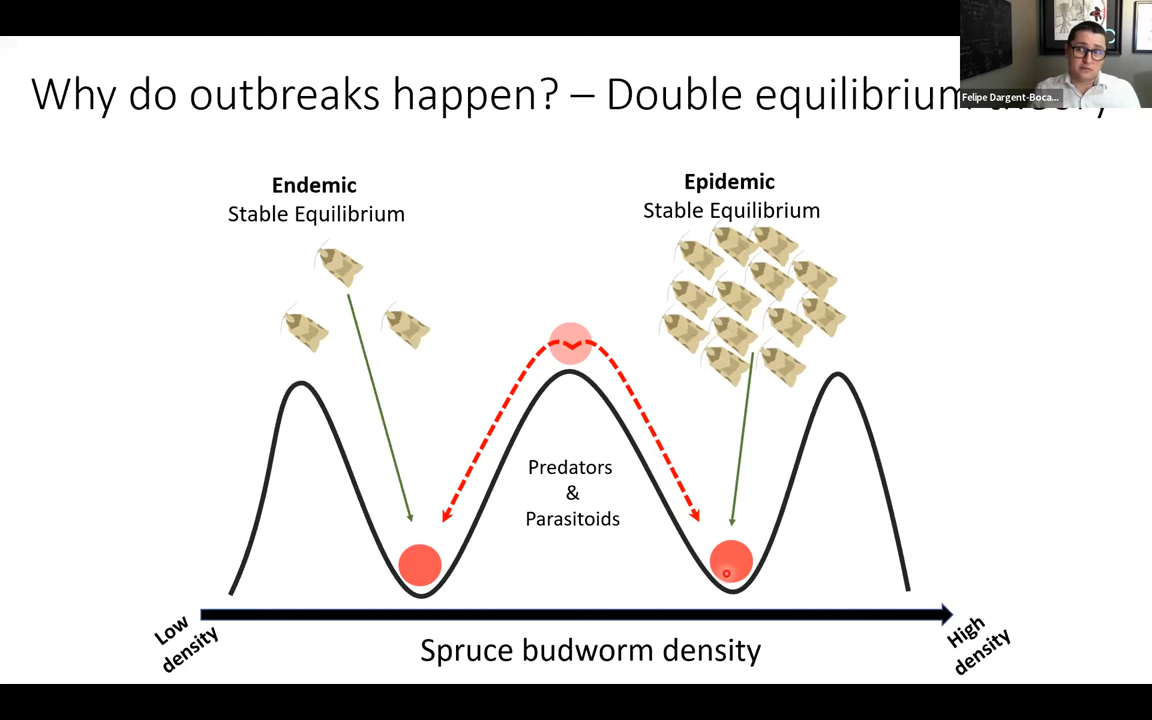 Why do outbreaks happen? – Double equilibrium
Felipe Dargent-Boca...
Endemic
Stable Equilibrium
Epidemic
Stable Equilibrium
Predators
&
Parasitoids
Low
density
High
density
Spruce budworm density